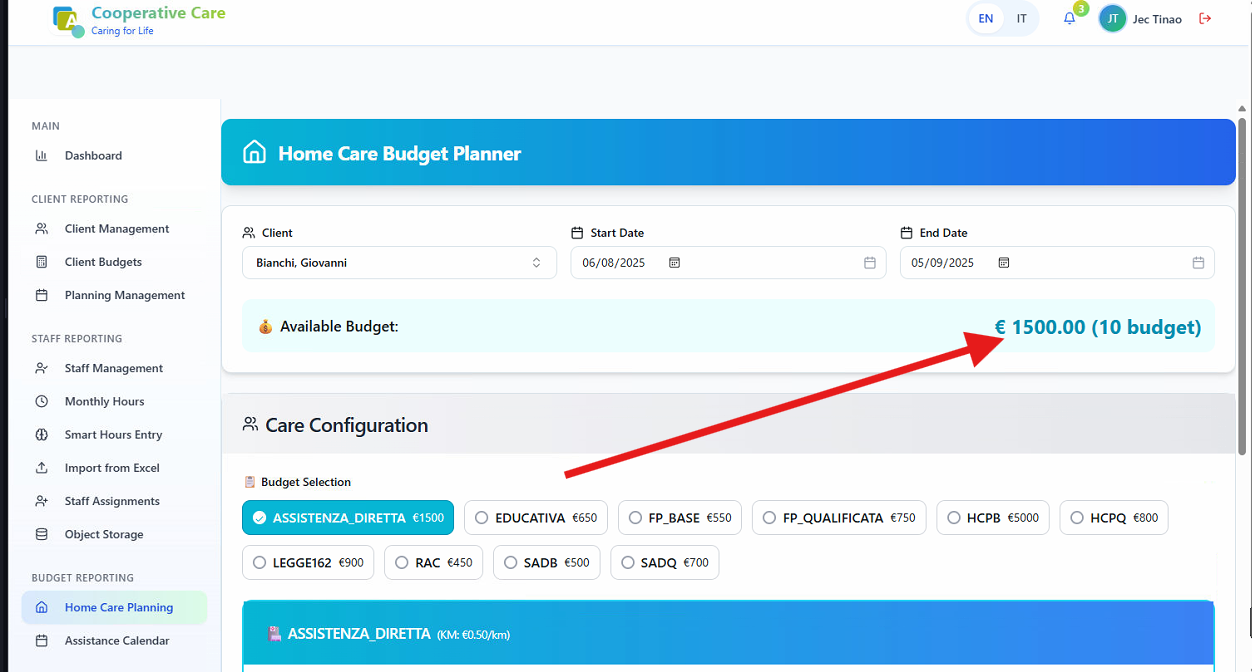 Cooperative Care
Caring for Life
EN IT
3
JT Jec Tinao
MAIN
Dashboard
CLIENT REPORTING
Client Management
Client Budgets
Planning Management
STAFF REPORTING
Staff Management
Monthly Hours
Smart Hours Entry
Import from Excel
Staff Assignments
Object Storage
BUDGET REPORTING
Home Care Planning
Assistance Calendar
Home Care Budget Planner
Client Start Date End Date
Bianchi, Giovanni 06/08/2025 05/09/2025
Available Budget: € 1500.00 (10 budget)
Care Configuration
Budget Selection
ASSISTENZA_DIRETTA €1500 EDUCATIVA €650 FP_BASE €550 FP_QUALIFICATA €750 HCPB €5000 HCPQ €800
LEGGE162 €900 RAC €450 SADB €500 SADQ €700
ASSISTENZA_DIRETTA (KM: €0.50/km)